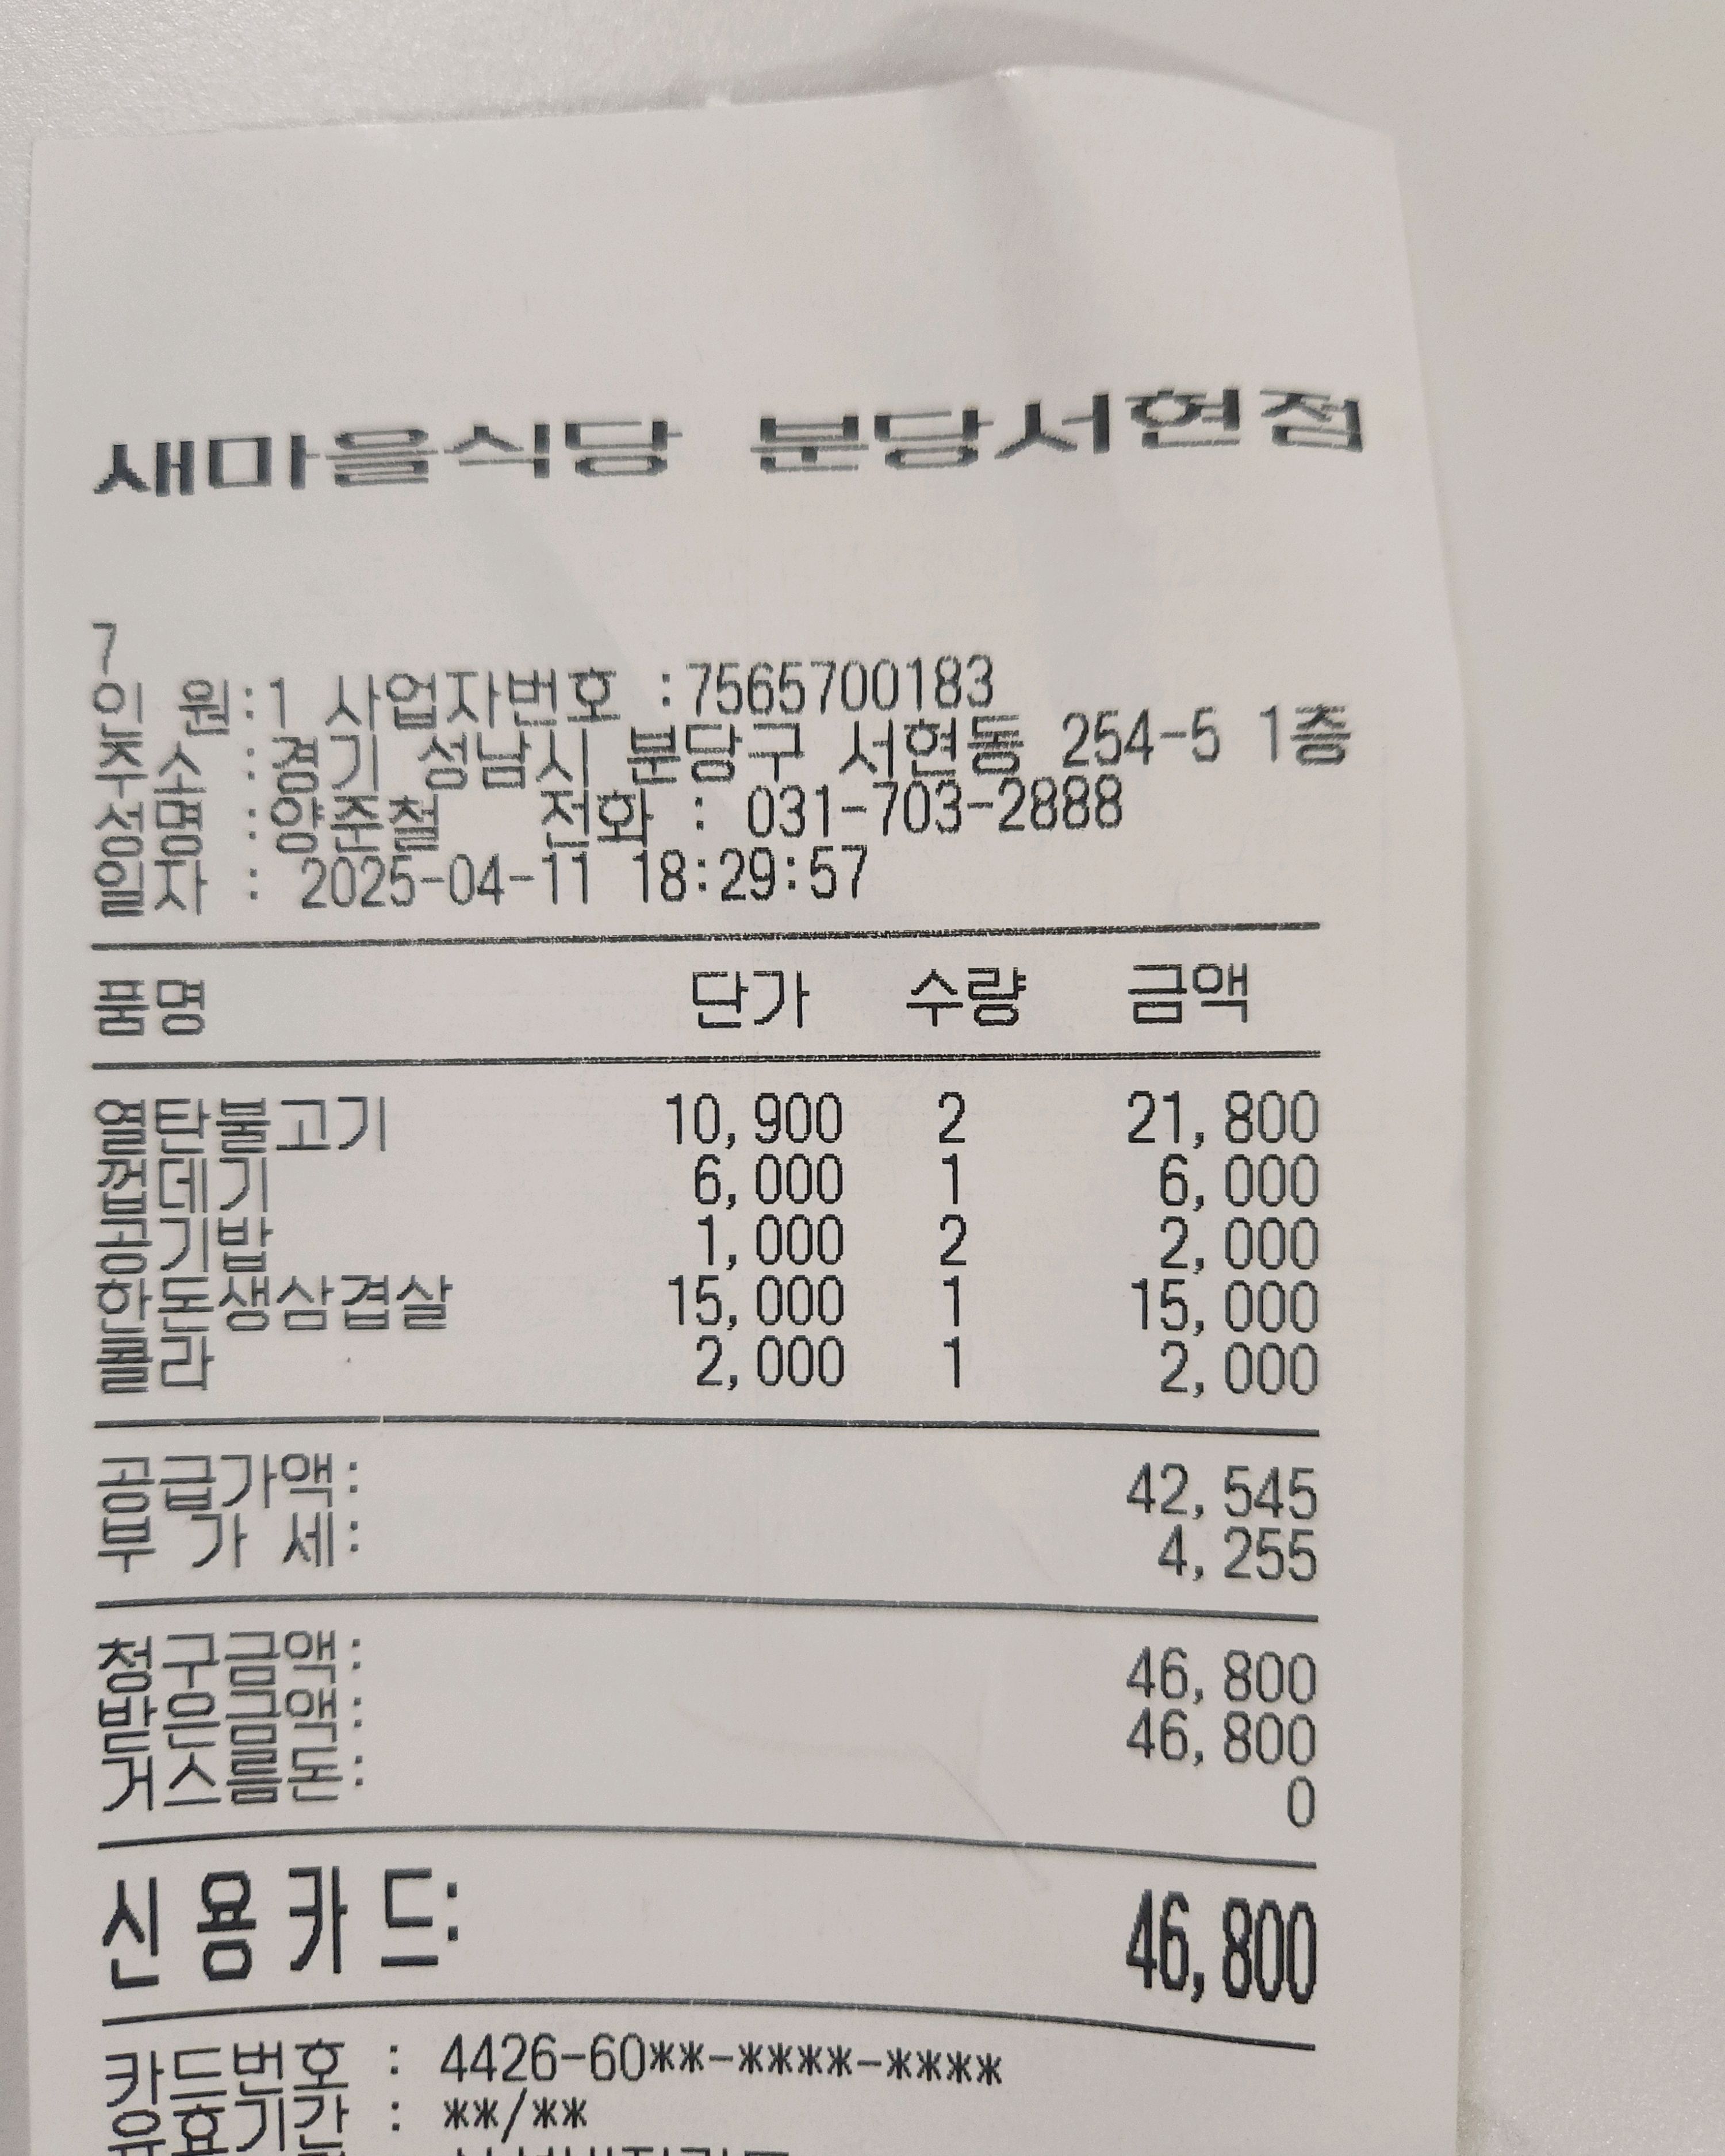 새마을식당 분당서현점
7
인 원:1 사업자번호 :7565700183
주 소 :경기 성남시 분당구 서현동 254-5 1층
성명 :양준철 전화 : 031-703-2888
일자 : 2025-04-11 18:29:57
품명 단가 수량 금액
열탄불고기 10,900 2 21,800
껍데기 6,000 1 6,000
공기밥 1,000 2 2,000
한돈생삼겹살 15,000 1 15,000
콜라 2,000 1 2,000
공급가액: 42,545
부 가 세: 4,255
청구금액: 46,800
받은금액: 46,800
거스름돈: 0
신용카드: 46,800
카드번호 : 4426-60**-****-****
유효기간 : **/**